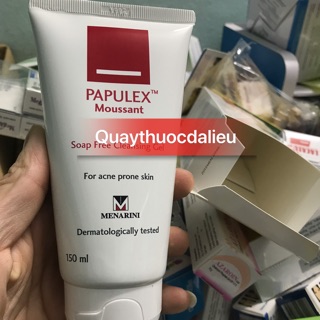 PAPULEX™
Moussant
Quaythuocdalieu
Soap Free Cleansing Gel
For acne prone skin
MENARINI
Dermatologically tested
150 ml